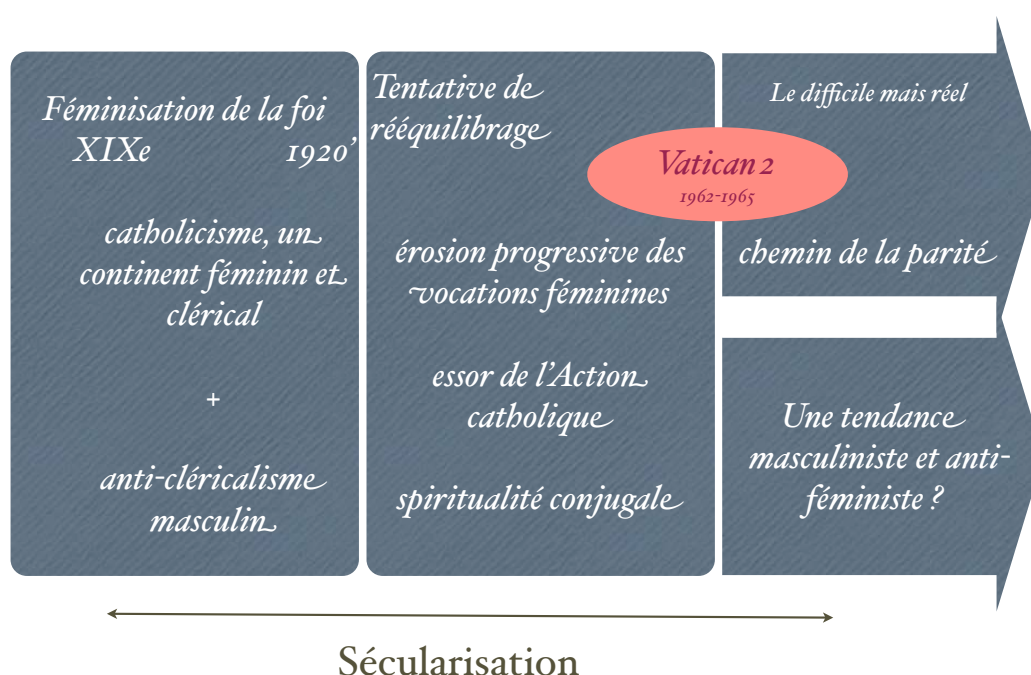 Féminisation de la foi
XIXe 1920'
catholicisme, un
continent féminin et
clérical
+
anti-cléricalisme
masculin
Tentative de
rééquilibrage
érosion progressive des
vocations féminines
essor de l'Action
catholique
spiritualité conjugale
Vatican 2
1962-1965
Le difficile mais réel
chemin de la parité
Une tendance
masculiniste et anti-
féministe ?
Sécularisation